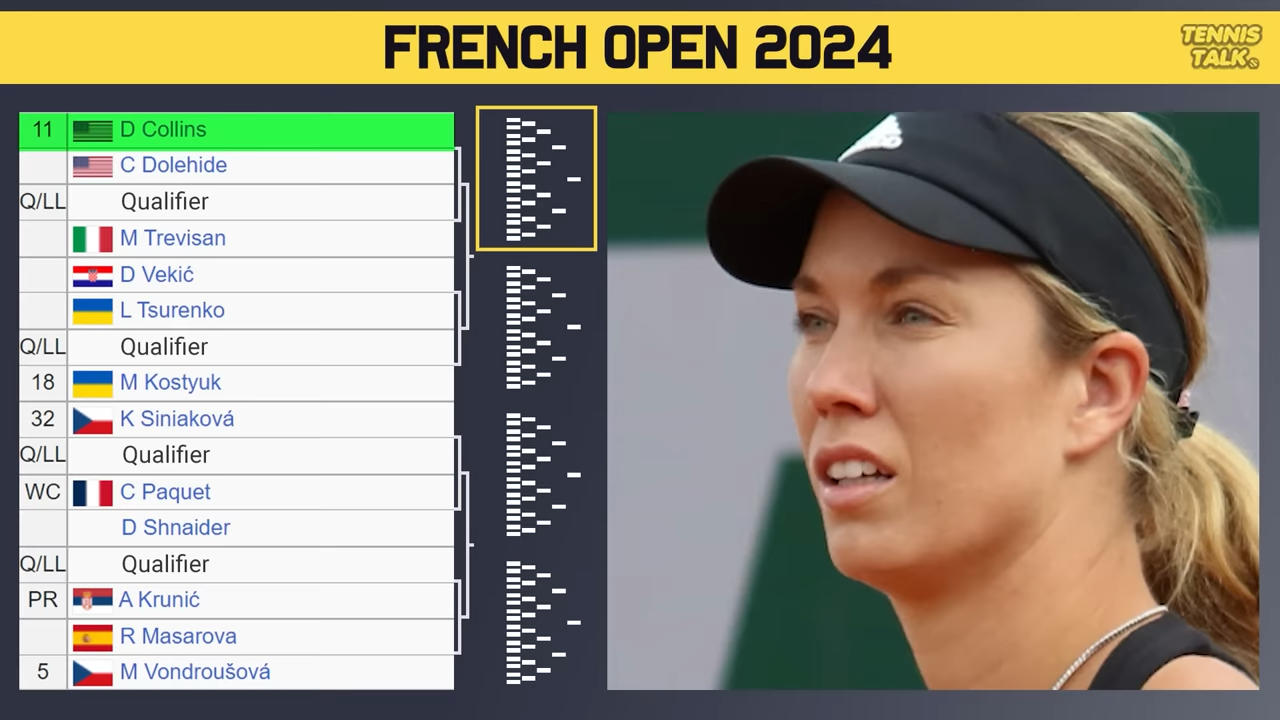 FRENCH OPEN 2024
TENNIS
TALK
11 D Collins
C Dolehide
Q/LL Qualifier
M Trevisan
D Vekić
L Tsurenko
Q/LL Qualifier
18 M Kostyuk
32 K Siniaková
Q/LL Qualifier
WC C Paquet
D Shnaider
Q/LL Qualifier
PR A Krunić
R Masarova
5 M Vondroušová